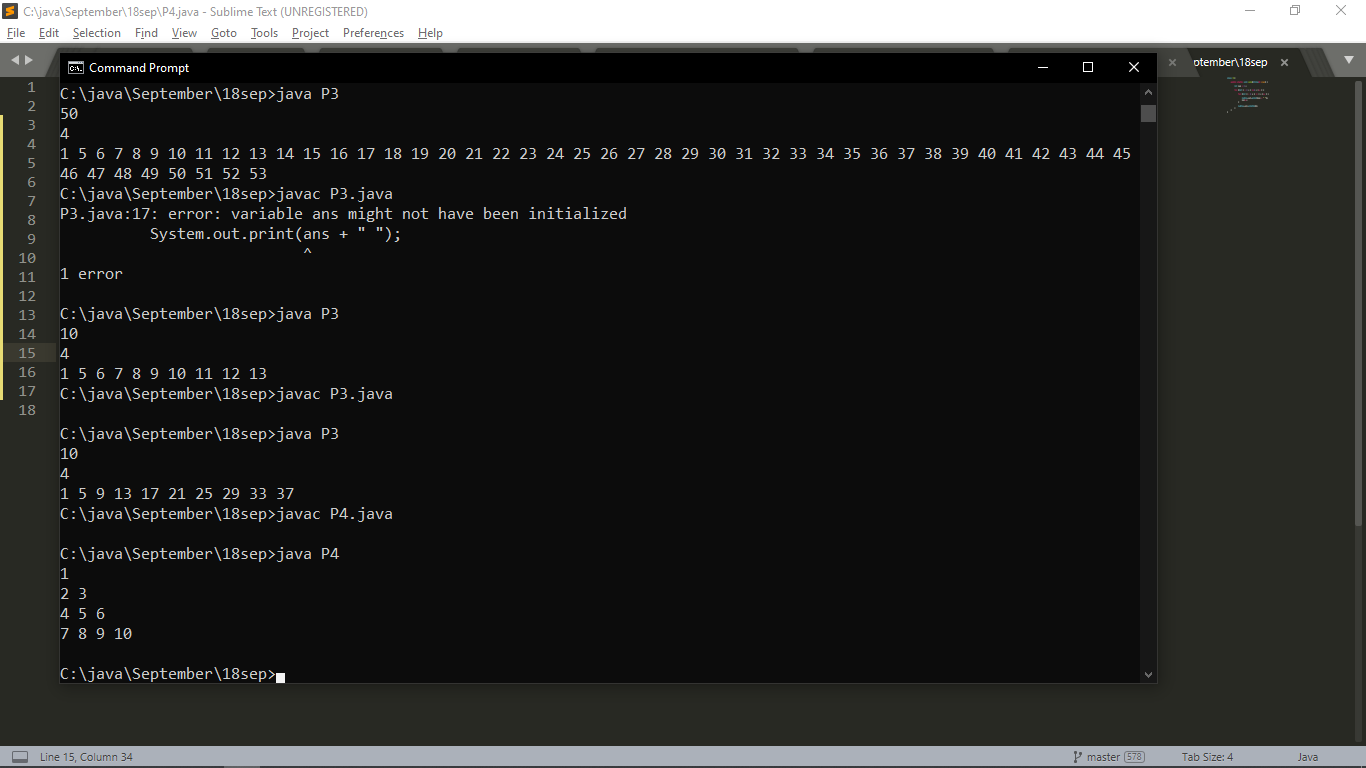 C:\java\September\18sep\P4.java - Sublime Text (UNREGISTERED)
File Edit Selection Find View Goto Tools Project Preferences Help
ptember\18sep
Command Prompt
C:\java\September\18sep>java P3
50
4
1 5 6 7 8 9 10 11 12 13 14 15 16 17 18 19 20 21 22 23 24 25 26 27 28 29 30 31 32 33 34 35 36 37 38 39 40 41 42 43 44 45
46 47 48 49 50 51 52 53
C:\java\September\18sep>javac P3.java
P3.java:17: error: variable ans might not have been initialized
System.out.print(ans + " ");
^
1 error
C:\java\September\18sep>java P3
10
4
1 5 6 7 8 9 10 11 12 13
C:\java\September\18sep>javac P3.java
C:\java\September\18sep>java P3
10
4
1 5 9 13 17 21 25 29 33 37
C:\java\September\18sep>javac P4.java
C:\java\September\18sep>java P4
1
2 3
4 5 6
7 8 9 10
C:\java\September\18sep>
1
2
3
4
5
6
7
8
9
10
11
12
13
14
15
16
17
18
Line 15, Column 34
master 578
Tab Size: 4
Java